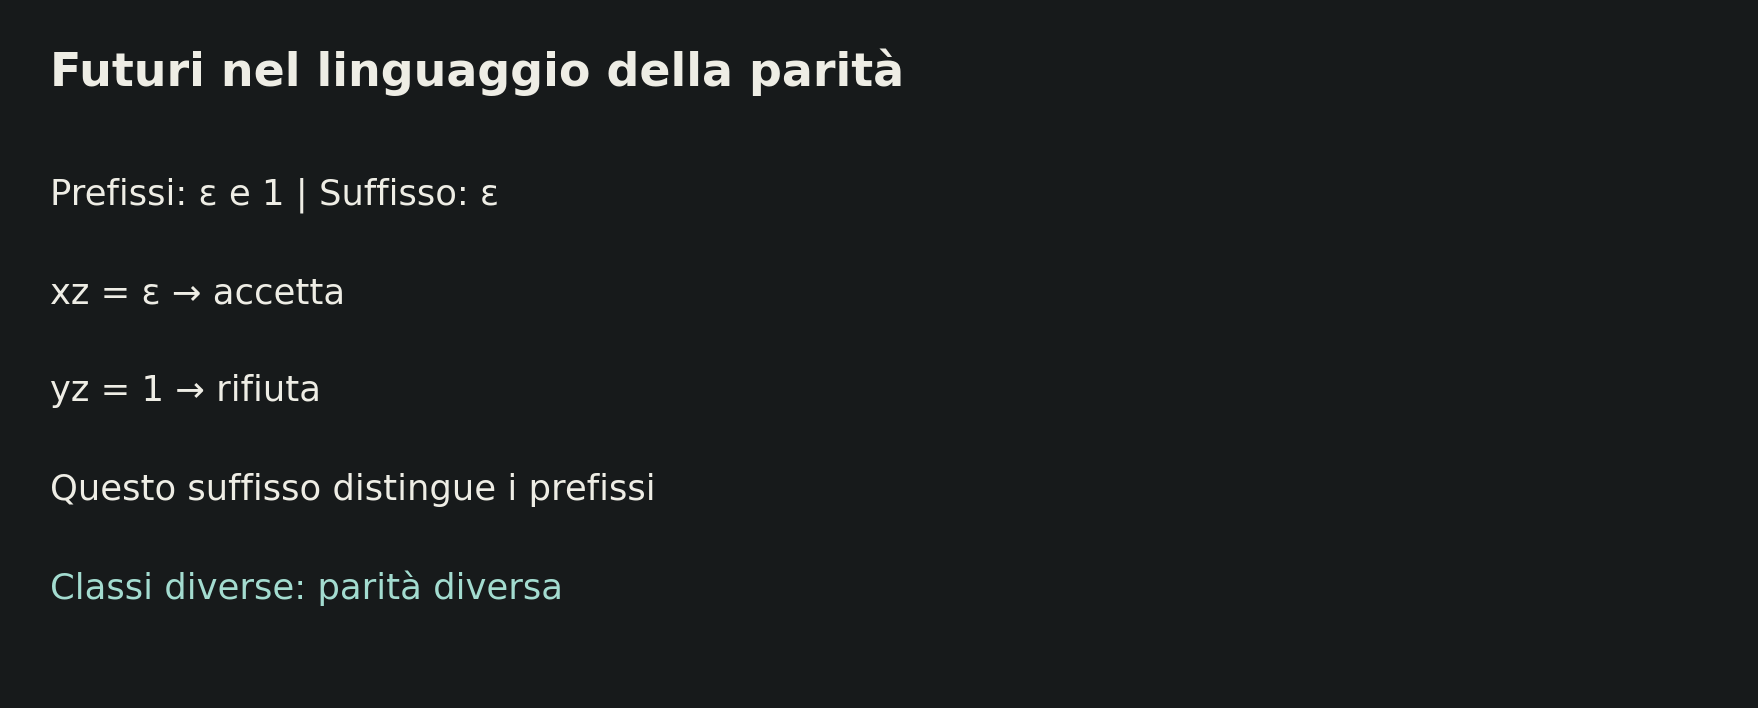 Futuri nel linguaggio della parità
Prefissi: ε e 1 | Suffisso: ε
xz = ε → accetta
yz = 1 → rifiuta
Questo suffisso distingue i prefissi
Classi diverse: parità diversa